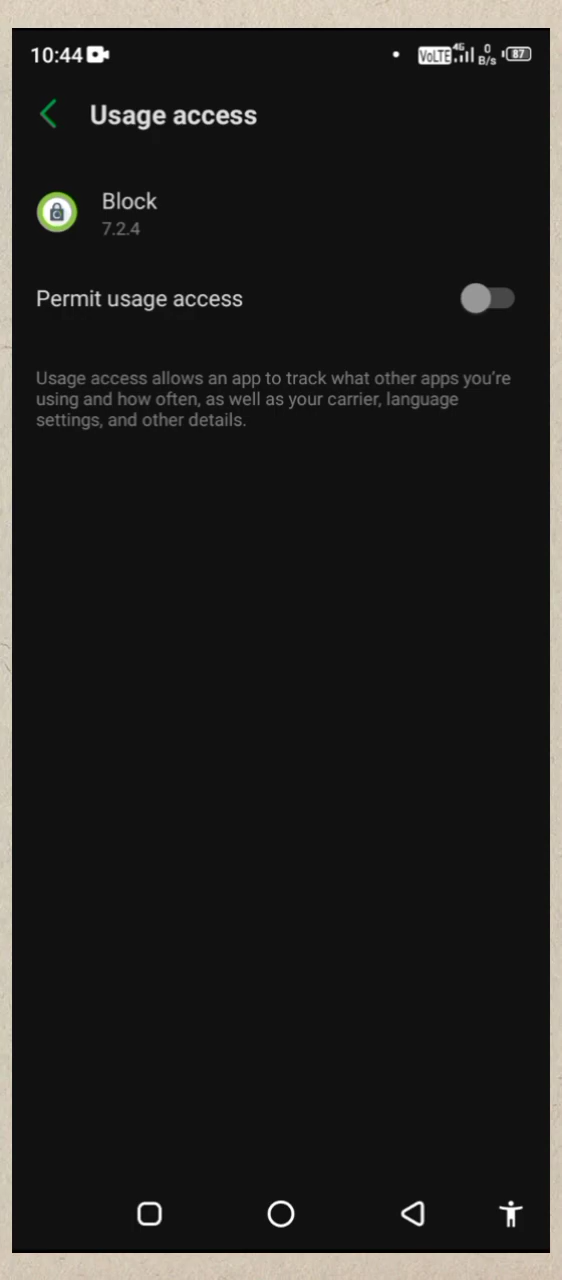 10:44
VoLTE 4G 0 B/s 87
Usage access
Block
7.2.4
Permit usage access
Usage access allows an app to track what other apps you're
using and how often, as well as your carrier, language
settings, and other details.